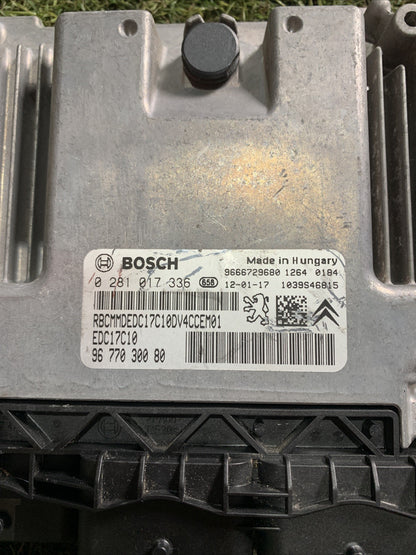 BOSCH
Made in Hungary
0 281 017 336 658
9666729680 1264 0184
12-01-17 1039S46815
RBCMMDEDC17C10DV4CCEM01
EDC17C10
96 770 300 80